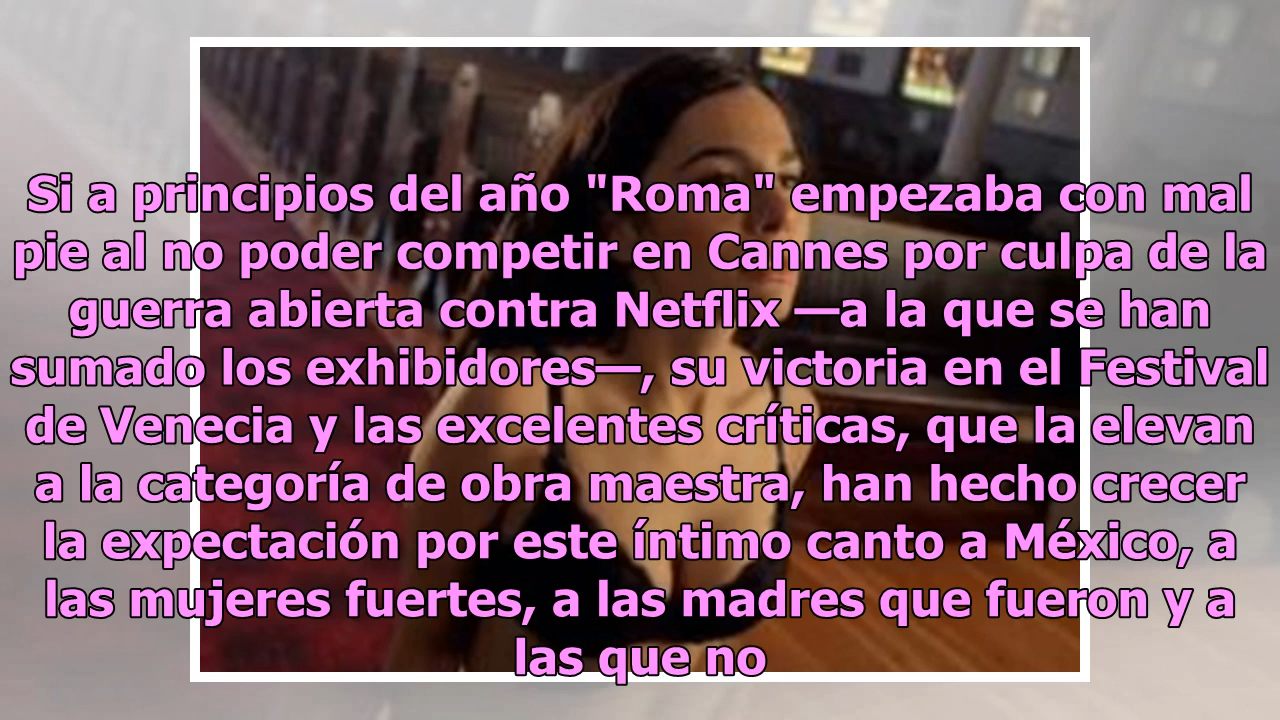 Si a principios del año "Roma" empezaba con mal
pie al no poder competir en Cannes por culpa de la
guerra abierta contra Netflix —a la que se han
sumado los exhibidores—, su victoria en el Festival
de Venecia y las excelentes críticas, que la elevan
a la categoría de obra maestra, han hecho crecer
la expectación por este íntimo canto a México, a
las mujeres fuertes, a las madres que fueron y a
las que no